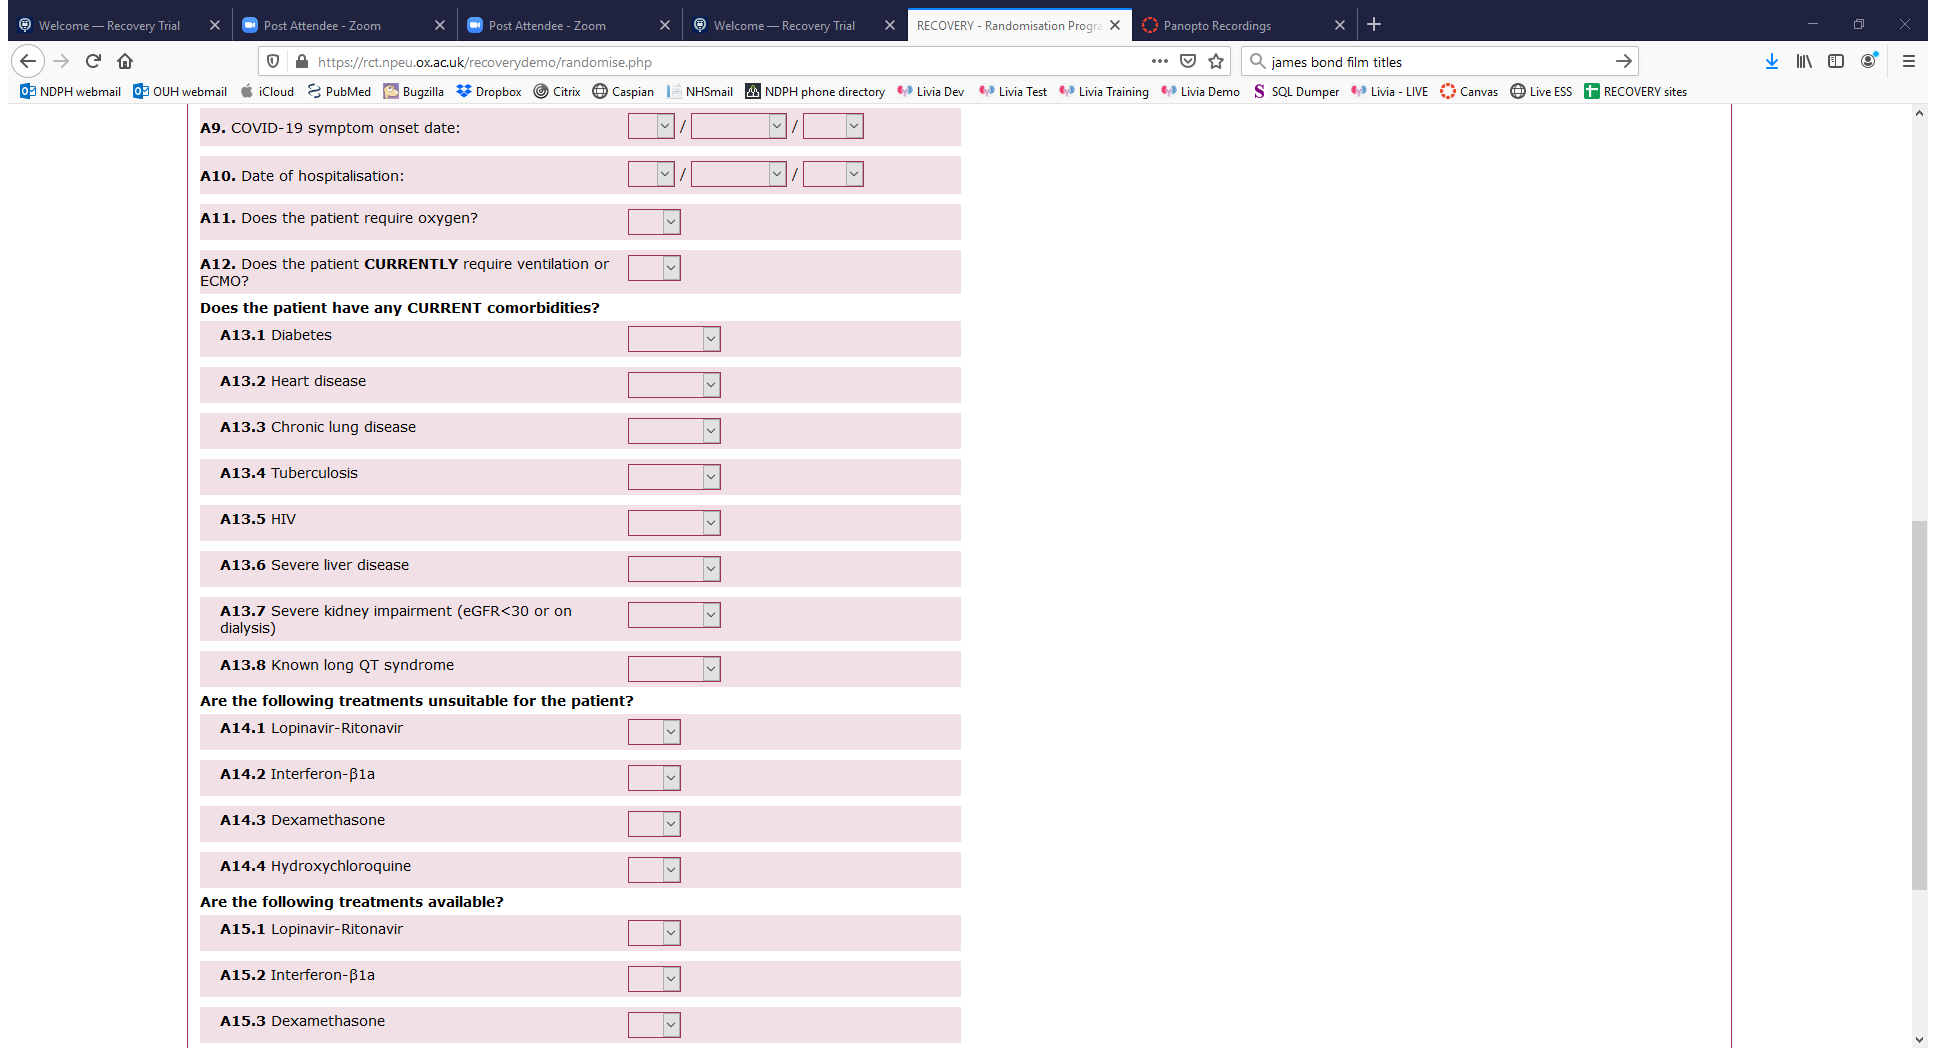 Welcome — Recovery Trial
Post Attendee - Zoom
Post Attendee - Zoom
Welcome — Recovery Trial
RECOVERY - Randomisation Progra
Panopto Recordings
https://rct.npeu.ox.ac.uk/recoverydemo/randomise.php
james bond film titles
NDPH webmail
OUH webmail
iCloud
PubMed
Bugzilla
Dropbox
Citrix
Caspian
NHSmail
NDPH phone directory
Livia Dev
Livia Test
Livia Training
Livia Demo
SQL Dumper
Livia - LIVE
Canvas
Live ESS
RECOVERY sites
A9. COVID-19 symptom onset date: / /
A10. Date of hospitalisation: / /
A11. Does the patient require oxygen?
A12. Does the patient CURRENTLY require ventilation or
ECMO?
Does the patient have any CURRENT comorbidities?
A13.1 Diabetes
A13.2 Heart disease
A13.3 Chronic lung disease
A13.4 Tuberculosis
A13.5 HIV
A13.6 Severe liver disease
A13.7 Severe kidney impairment (eGFR<30 or on
dialysis)
A13.8 Known long QT syndrome
Are the following treatments unsuitable for the patient?
A14.1 Lopinavir-Ritonavir
A14.2 Interferon-β1a
A14.3 Dexamethasone
A14.4 Hydroxychloroquine
Are the following treatments available?
A15.1 Lopinavir-Ritonavir
A15.2 Interferon-β1a
A15.3 Dexamethasone